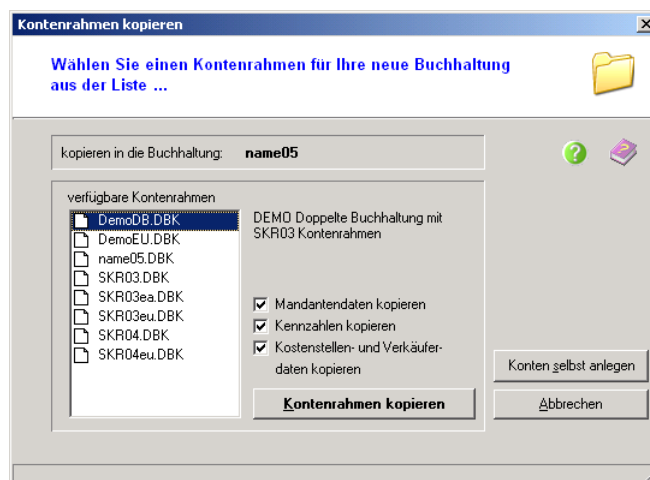 Kontenrahmen kopieren
Wählen Sie einen Kontenrahmen für Ihre neue Buchhaltung
aus der Liste ...
kopieren in die Buchhaltung: name05
verfügbare Kontenrahmen
DemoDB.DBK
DemoEU.DBK
name05.DBK
SKR03.DBK
SKR03ea.DBK
SKR03eu.DBK
SKR04.DBK
SKR04eu.DBK
DEMO Doppelte Buchhaltung mit
SKR03 Kontenrahmen
Mandantendaten kopieren
Kennzahlen kopieren
Kostenstellen- und Verkäufer-
daten kopieren
Kontenrahmen kopieren
Konten selbst anlegen
Abbrechen